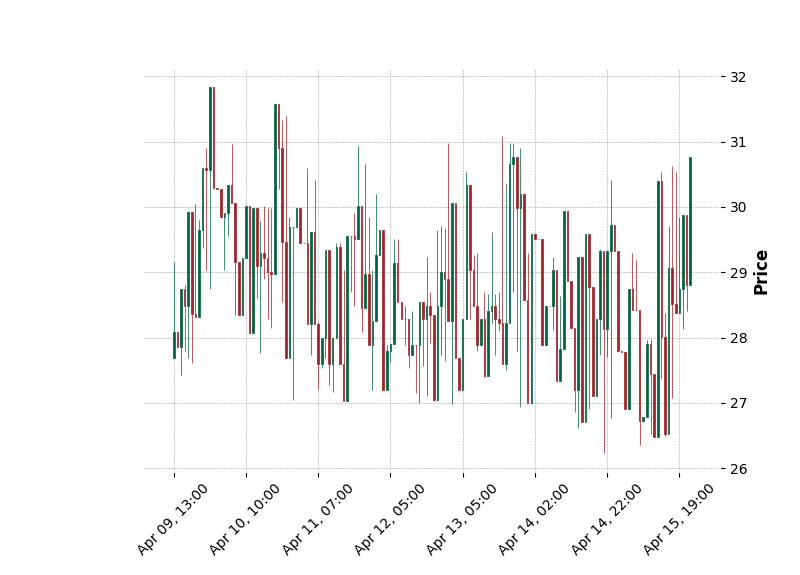 32
31
30
29
28
27
26
Price
Apr 09, 13:00
Apr 10, 10:00
Apr 11, 07:00
Apr 12, 05:00
Apr 13, 05:00
Apr 14, 02:00
Apr 14, 22:00
Apr 15, 19:00